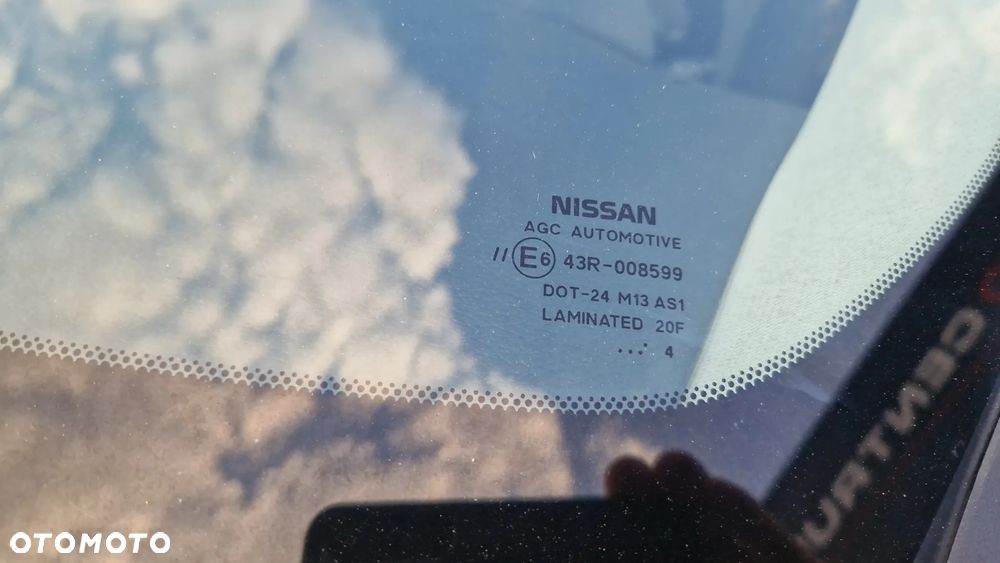 NISSAN
AGC AUTOMOTIVE
// E6 43R-008599
DOT-24 M13 AS1
LAMINATED 20F
... 4
OTOMOTO